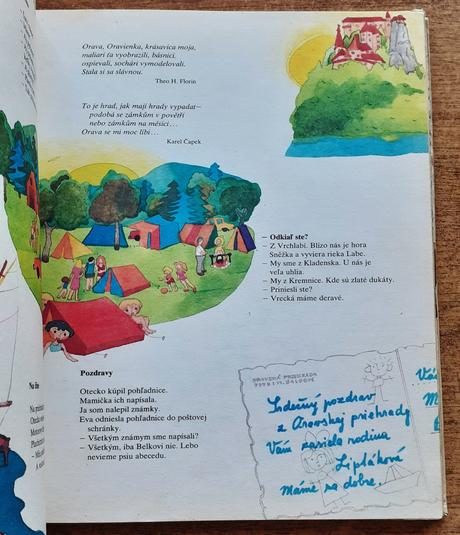 Orava, Oravienka, krásavica moja,
maliari ťa vyobrazili, básnici,
ospievali, sochári vymodelovali.
Stala si sa slávnou.
Theo H. Florin
To je hrad, jak mají hrady vypadat—
podobá se zámkům v povětří
nebo zámkům na měsíci...
Orava se mi moc líbí...
Karel Čapek
– Odkiaľ ste?
– Z Vrchlabí. Blízo nás je hora
Sněžka a vyviera rieka Labe.
– My sme z Kladenska. U nás je
veľa uhlia.
– My z Kremnice. Kde sú zlaté dukáty.
– Priniesli ste?
– Vrecká máme deravé.
Pozdravy
Otecko kúpil pohľadnice.
Mamička ich napísala.
Ja som nalepil známky.
Eva odniesla pohľadnice do poštovej
schránky.
– Všetkým známym sme napísali?
– Všetkým, iba Belkovi nie. Lebo
nevieme psiu abecedu.
ORAVSKÁ PRIEHRADA
Srdečný pozdrav
z Oravskej priehrady
Vám zasiela rodina
Liptáková
Máme sa dobre.